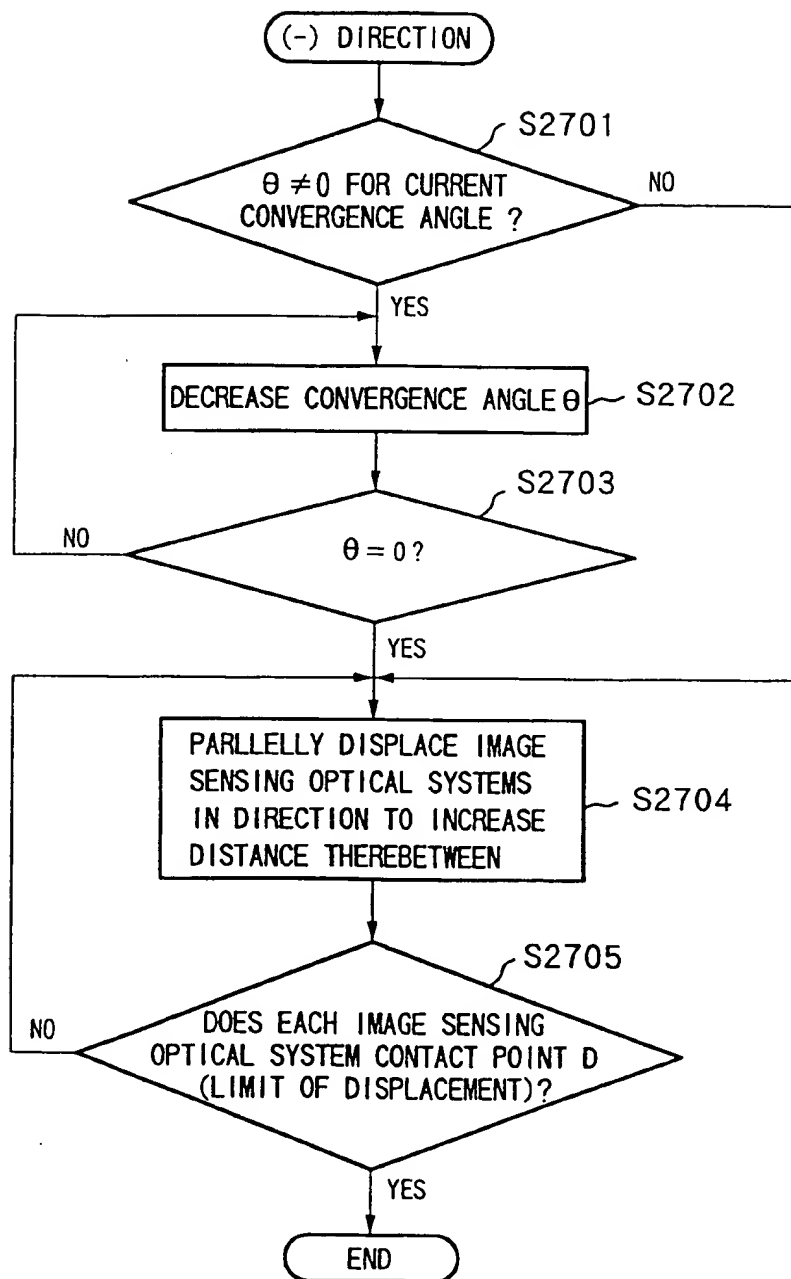 (-) DIRECTION
S2701
θ ≠0 FOR CURRENT
CONVERGENCE ANGLE ?
NO
YES
DECREASE CONVERGENCE ANGLE θ
S2702
S2703
NO
θ = 0?
YES
PARLLELLY DISPLACE IMAGE
SENSING OPTICAL SYSTEMS
IN DIRECTION TO INCREASE
DISTANCE THEREBETWEEN
S2704
S2705
NO
DOES EACH IMAGE SENSING
OPTICAL SYSTEM CONTACT POINT D
(LIMIT OF DISPLACEMENT)?
YES
END